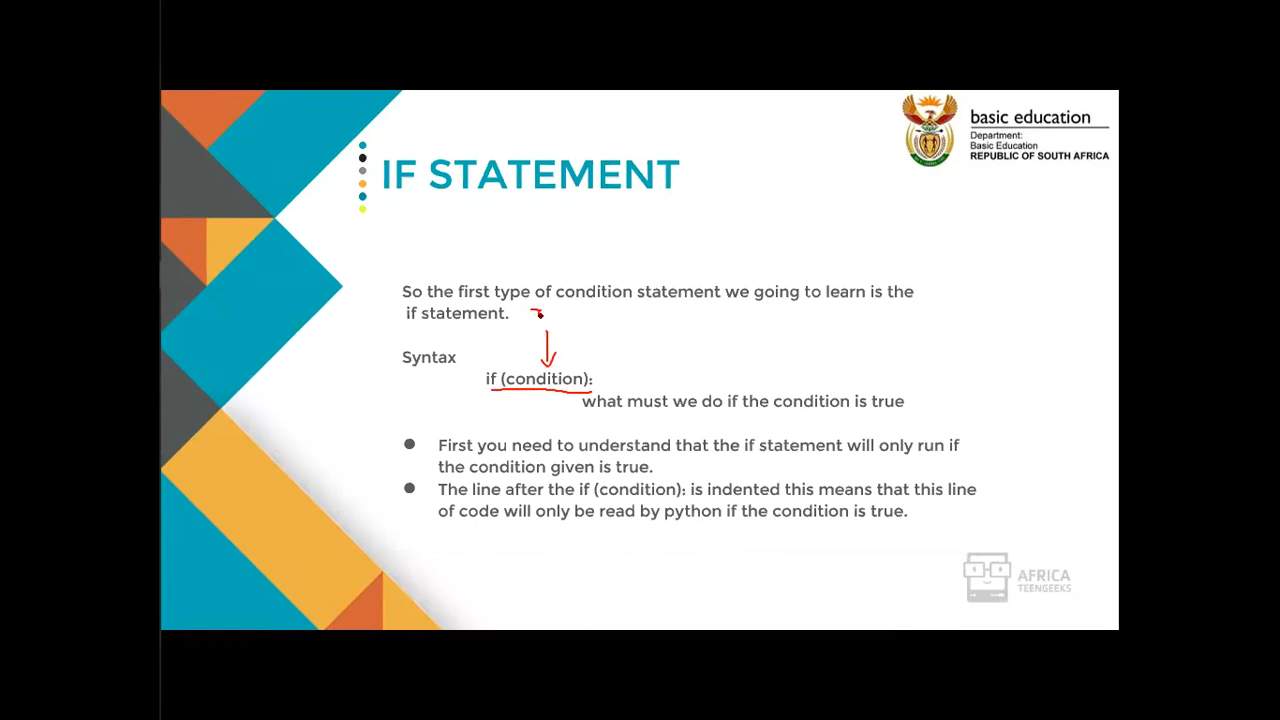 basic education
Department:
Basic Education
REPUBLIC OF SOUTH AFRICA
IF STATEMENT
So the first type of condition statement we going to learn is the
if statement.
Syntax
if (condition):
what must we do if the condition is true
First you need to understand that the if statement will only run if
the condition given is true.
The line after the if (condition): is indented this means that this line
of code will only be read by python if the condition is true.
AFRICA
TEENGEEKS